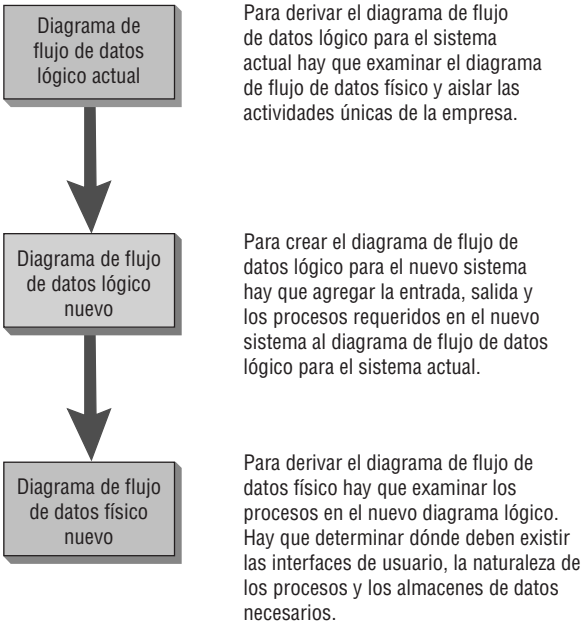 Diagrama de
flujo de datos
lógico actual
Para derivar el diagrama de flujo
de datos lógico para el sistema
actual hay que examinar el diagrama
de flujo de datos físico y aislar las
actividades únicas de la empresa.
Diagrama de flujo
de datos lógico
nuevo
Para crear el diagrama de flujo de
datos lógico para el nuevo sistema
hay que agregar la entrada, salida y
los procesos requeridos en el nuevo
sistema al diagrama de flujo de datos
lógico para el sistema actual.
Diagrama de flujo
de datos físico
nuevo
Para derivar el diagrama de flujo de
datos físico hay que examinar los
procesos en el nuevo diagrama lógico.
Hay que determinar dónde deben existir
las interfaces de usuario, la naturaleza de
los procesos y los almacenes de datos
necesarios.